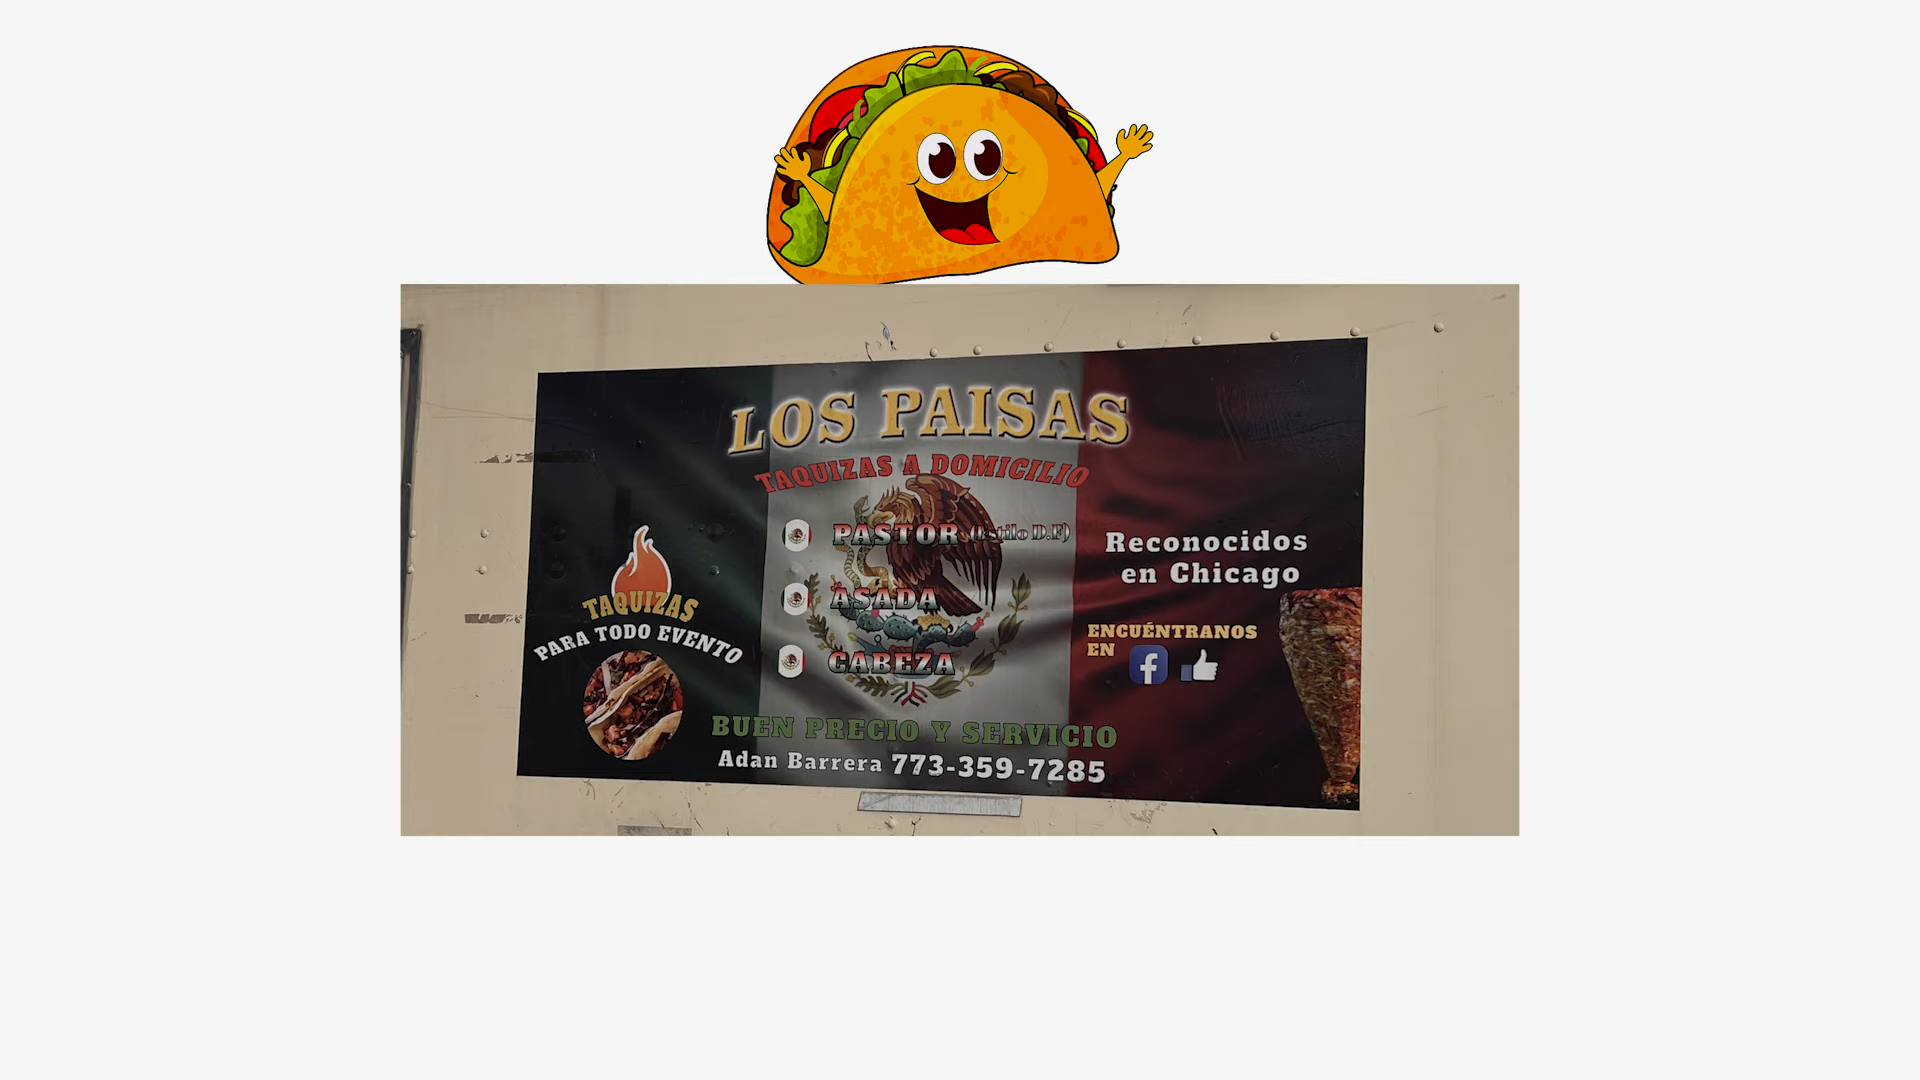 LOS PAISAS
TAQUIZAS A DOMICILIO
PASTOR (Estilo D.F)
ASADA
CABEZA
TAQUIZAS
PARA TODO EVENTO
Reconocidos
en Chicago
ENCUÉNTRANOS
EN
BUEN PRECIO Y SERVICIO
Adan Barrera 773-359-7285